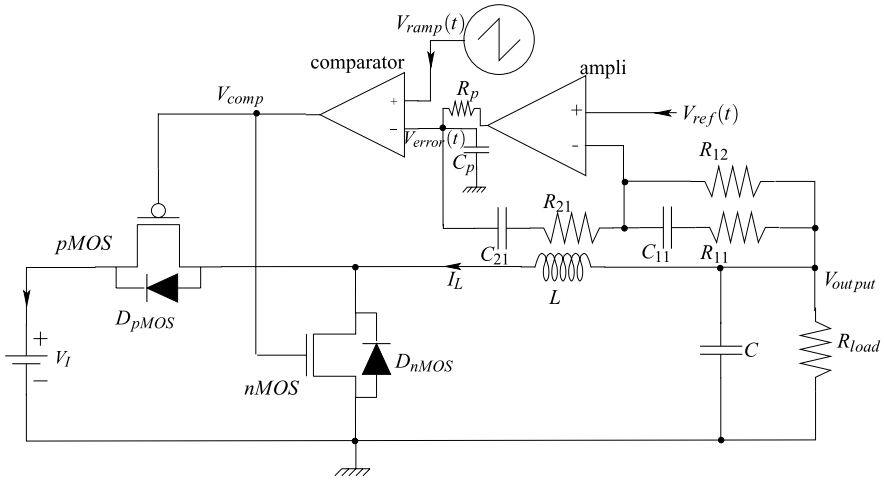 V_ramp(t)
comparator
ampli
V_comp
R_p
+
-
+
-
V_ref(t)
V_error(t)
C_p
R_12
R_21
C_21
C_11
R_11
pMOS
I_L
L
V_output
D_pMOS
+
V_I
-
nMOS
D_nMOS
C
R_load